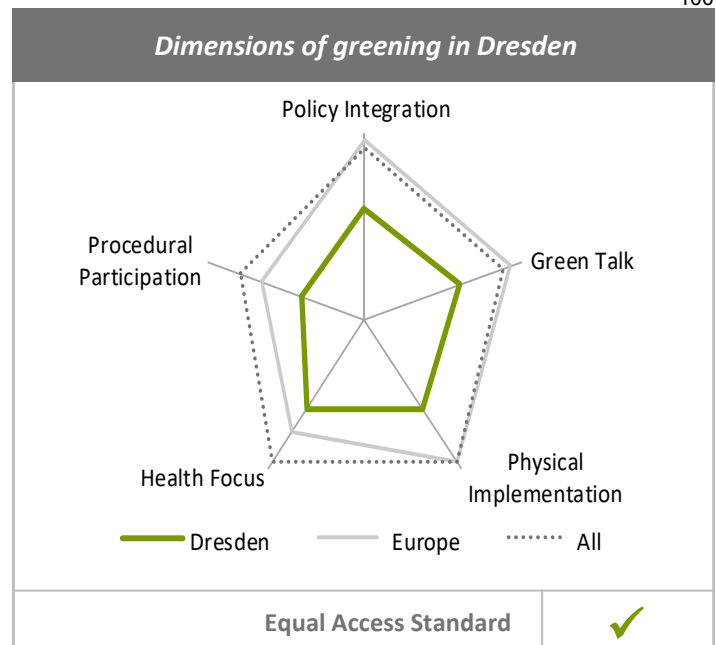 100
Dimensions of greening in Dresden
Policy Integration
Procedural
Participation
Green Talk
Health Focus
Physical
Implementation
Dresden
Europe
All
Equal Access Standard